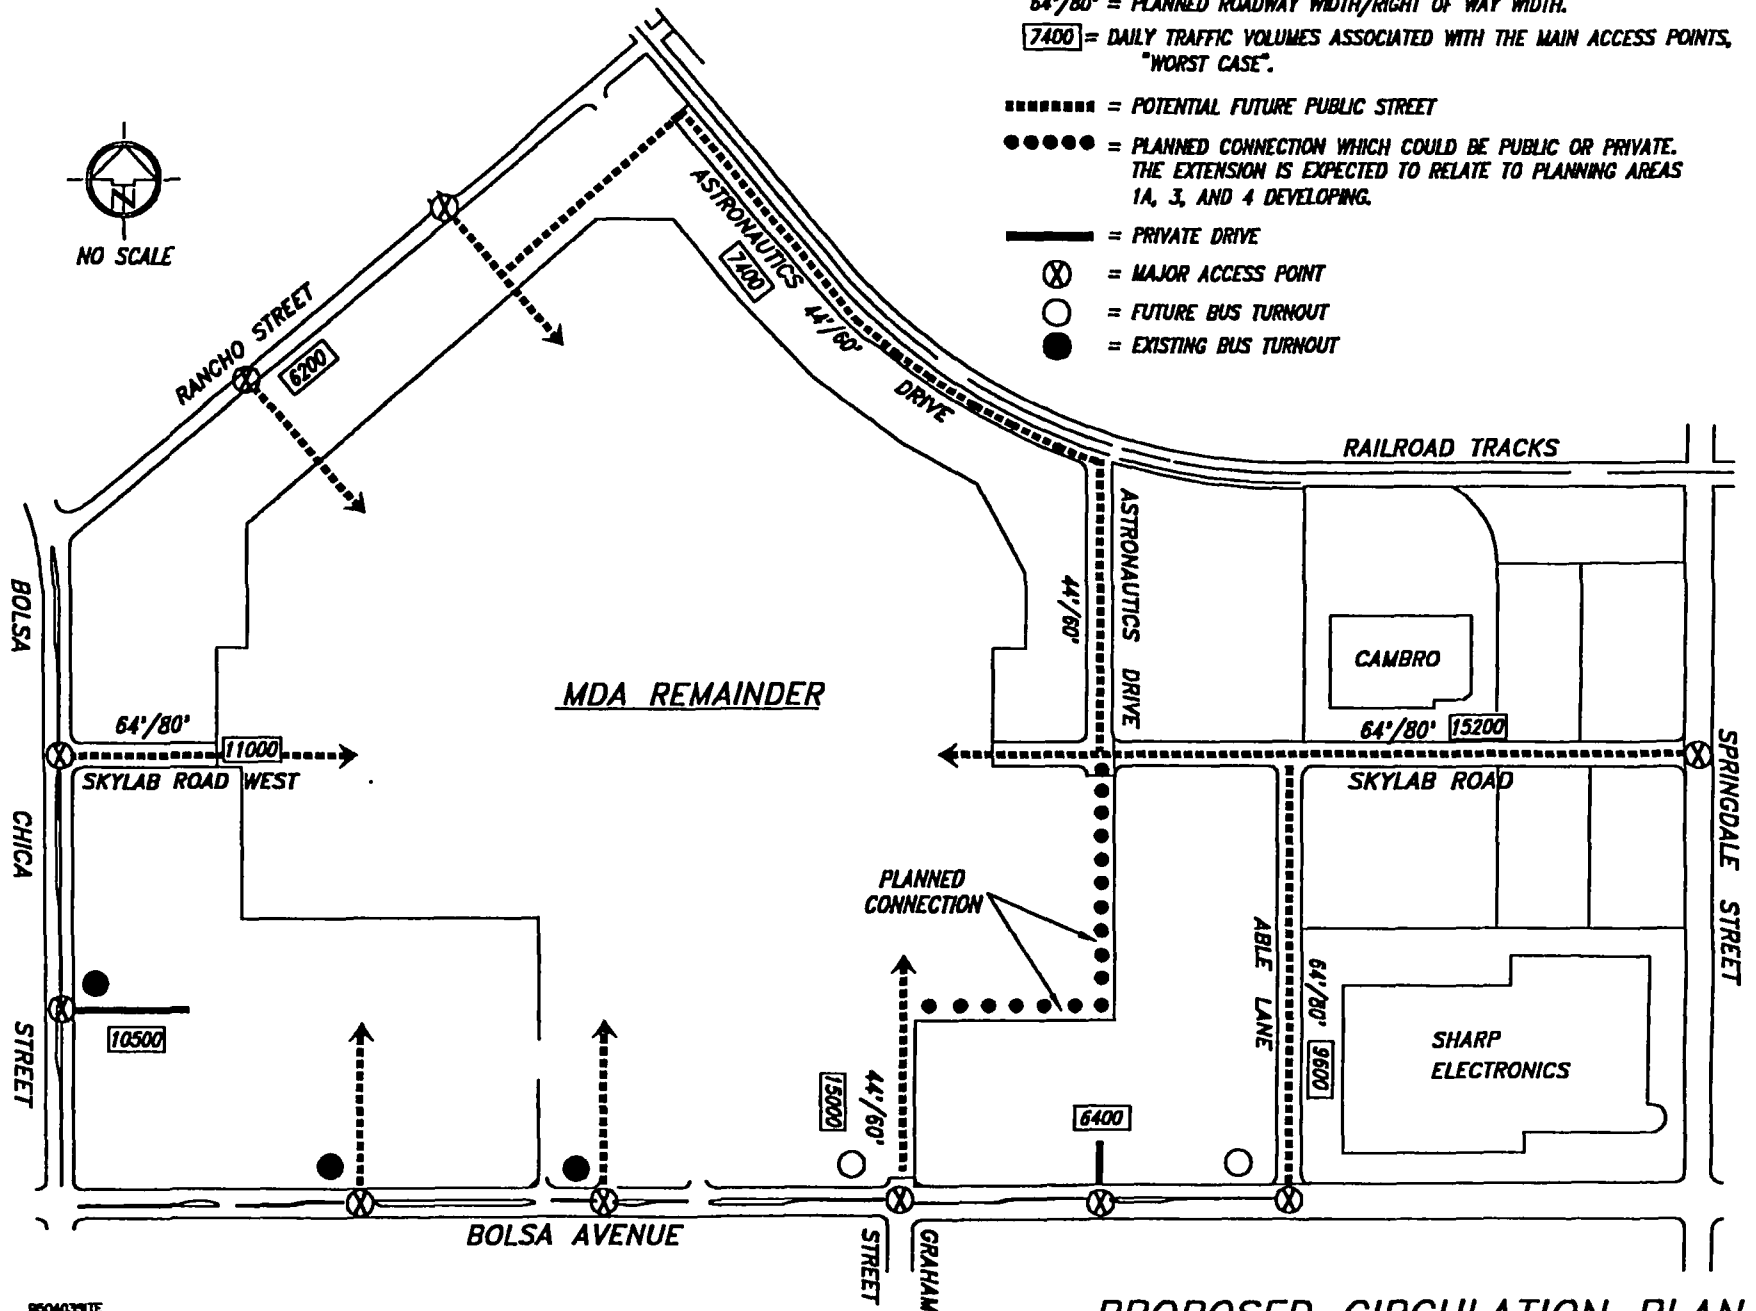 64'/80' = PLANNED ROADWAY WIDTH/RIGHT OF WAY WIDTH.
7400 = DAILY TRAFFIC VOLUMES ASSOCIATED WITH THE MAIN ACCESS POINTS,
"WORST CASE".
= POTENTIAL FUTURE PUBLIC STREET
= PLANNED CONNECTION WHICH COULD BE PUBLIC OR PRIVATE.
THE EXTENSION IS EXPECTED TO RELATE TO PLANNING AREAS
1A, 3, AND 4 DEVELOPING.
= PRIVATE DRIVE
X = MAJOR ACCESS POINT
= FUTURE BUS TURNOUT
= EXISTING BUS TURNOUT
N
NO SCALE
RANCHO STREET
6200
ASTRONAUTICS
7400
44'/60'
DRIVE
RAILROAD TRACKS
ASTRONAUTICS DRIVE
44'/60'
CAMBRO
MDA REMAINDER
64'/80'
11000
SKYLAB ROAD WEST
64'/80' 15200
SKYLAB ROAD
BOLSA
CHICA
STREET
SPRINGDALE STREET
PLANNED
CONNECTION
ABLE LANE
64'/80'
9600
SHARP
ELECTRONICS
10500
15000
44'/60'
6400
BOLSA AVENUE
GRAHAM
STREET
PROPOSED CIRCULATION PLAN